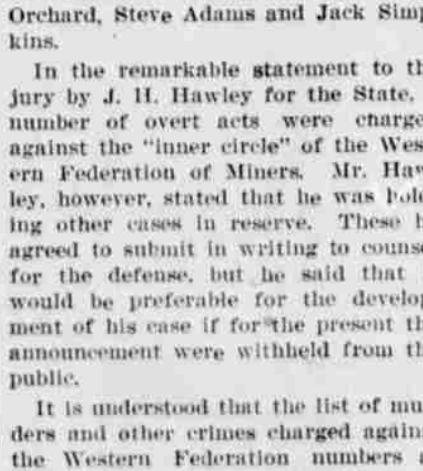 Orchard, Steve Adams and Jack Simp
kins.
In the remarkable statement to th
jury by J. H. Hawley for the State,
number of overt acts were charge
against the "inner circle" of the Wes
ern Federation of Miners. Mr. Haw
ley, however, stated that he was hold
ing other cases in reserve. These h
agreed to submit in writing to counse
for the defense, but he said that
would be preferable for the develop
ment of his case if for the present th
announcement were withheld from th
public.
It is understood that the list of mu
ders and other crimes charged agains
the Western Federation numbers a